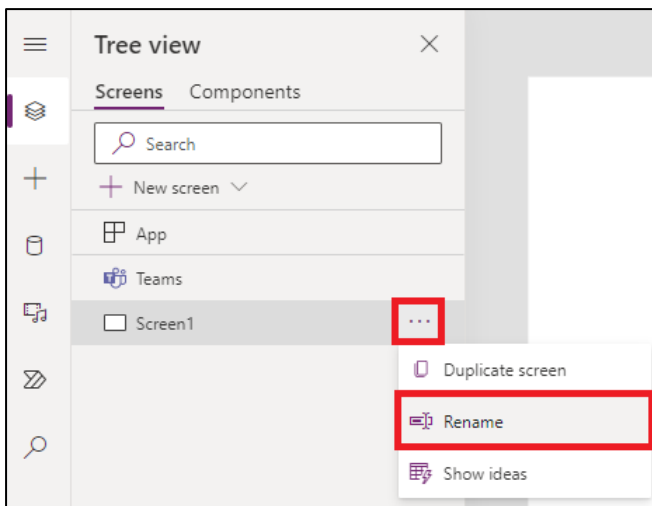 Tree view
Screens Components
Search
New screen
App
Teams
Screen1
Duplicate screen
Rename
Show ideas